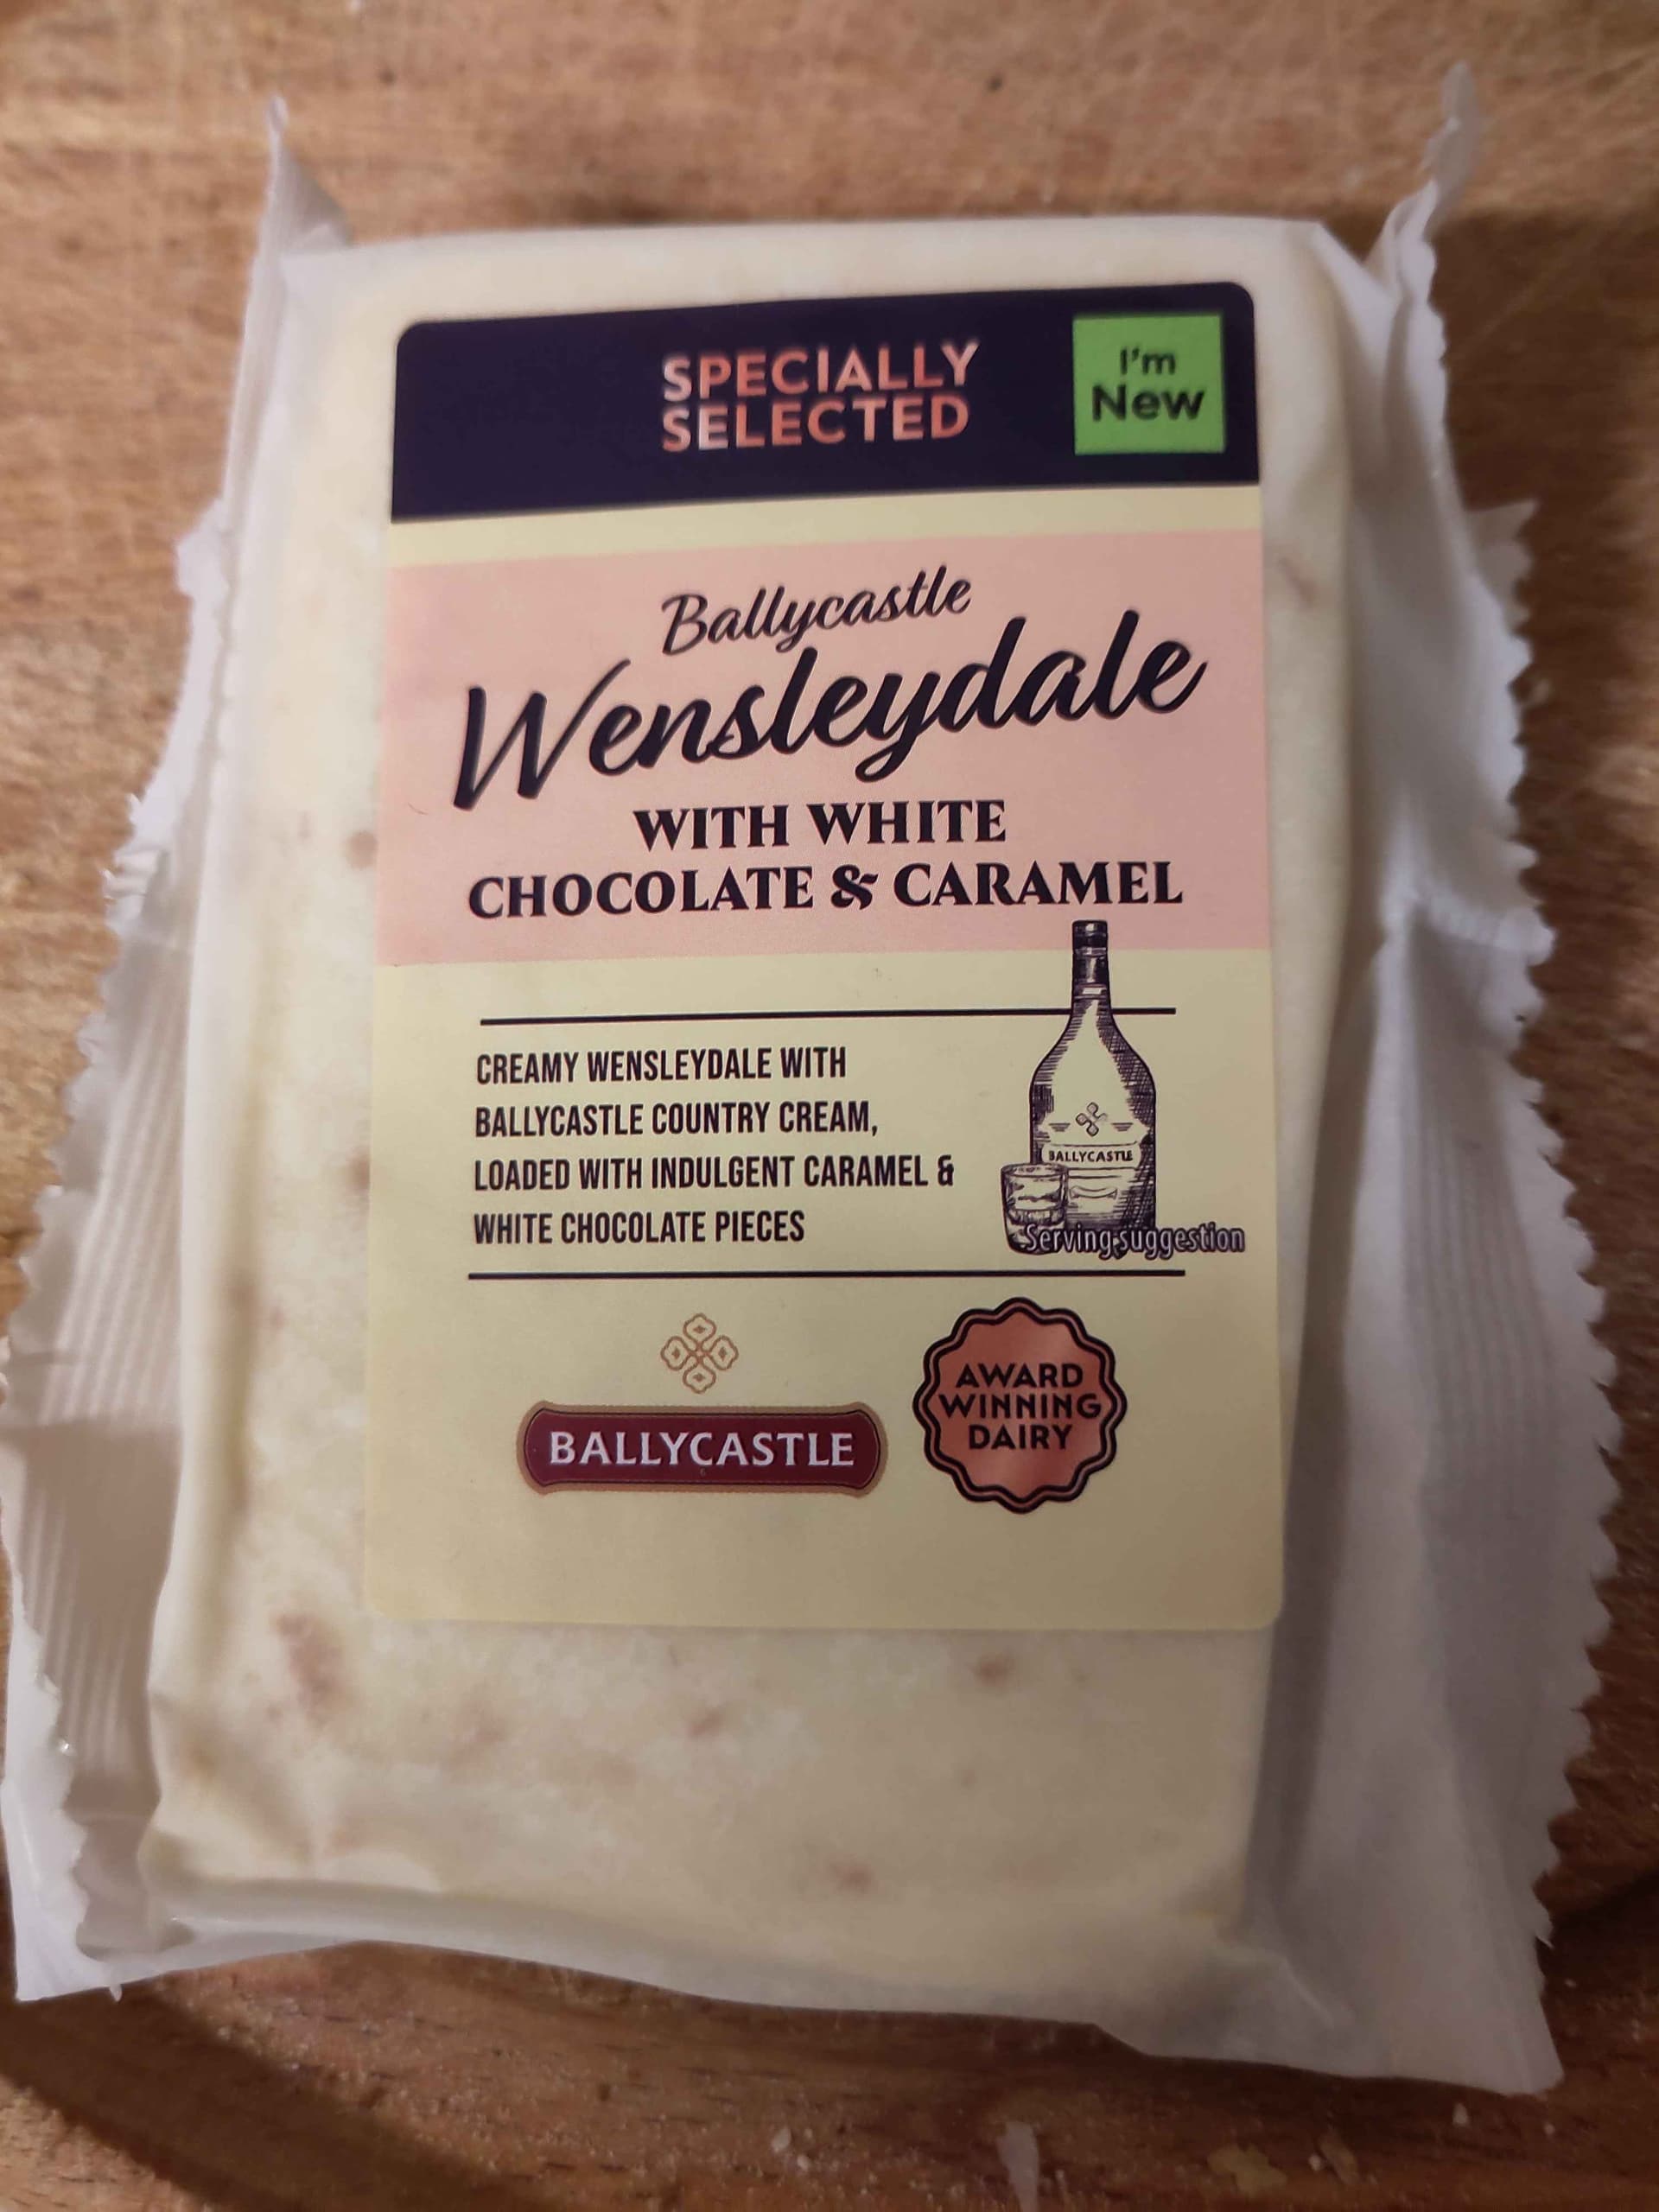 SPECIALLY
SELECTED
I'm
New
Ballycastle
Wensleydale
WITH WHITE
CHOCOLATE & CARAMEL
CREAMY WENSLEYDALE WITH
BALLYCASTLE COUNTRY CREAM,
LOADED WITH INDULGENT CARAMEL &
WHITE CHOCOLATE PIECES
BALLYCASTLE
Serving suggestion
BALLYCASTLE
AWARD
WINNING
DAIRY